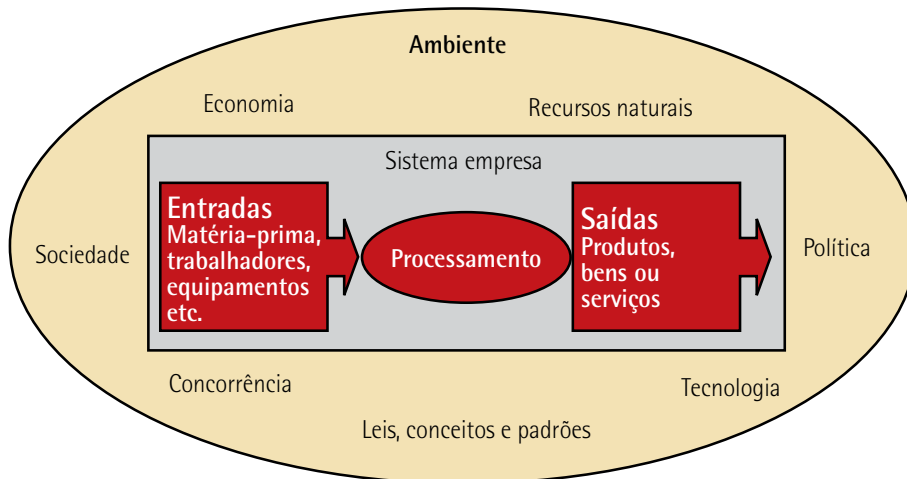 Ambiente
Economia
Recursos naturais
Sistema empresa
Entradas
Matéria-prima,
trabalhadores,
equipamentos
etc.
Processamento
Saídas
Produtos,
bens ou
serviços
Sociedade
Política
Concorrência
Tecnologia
Leis, conceitos e padrões